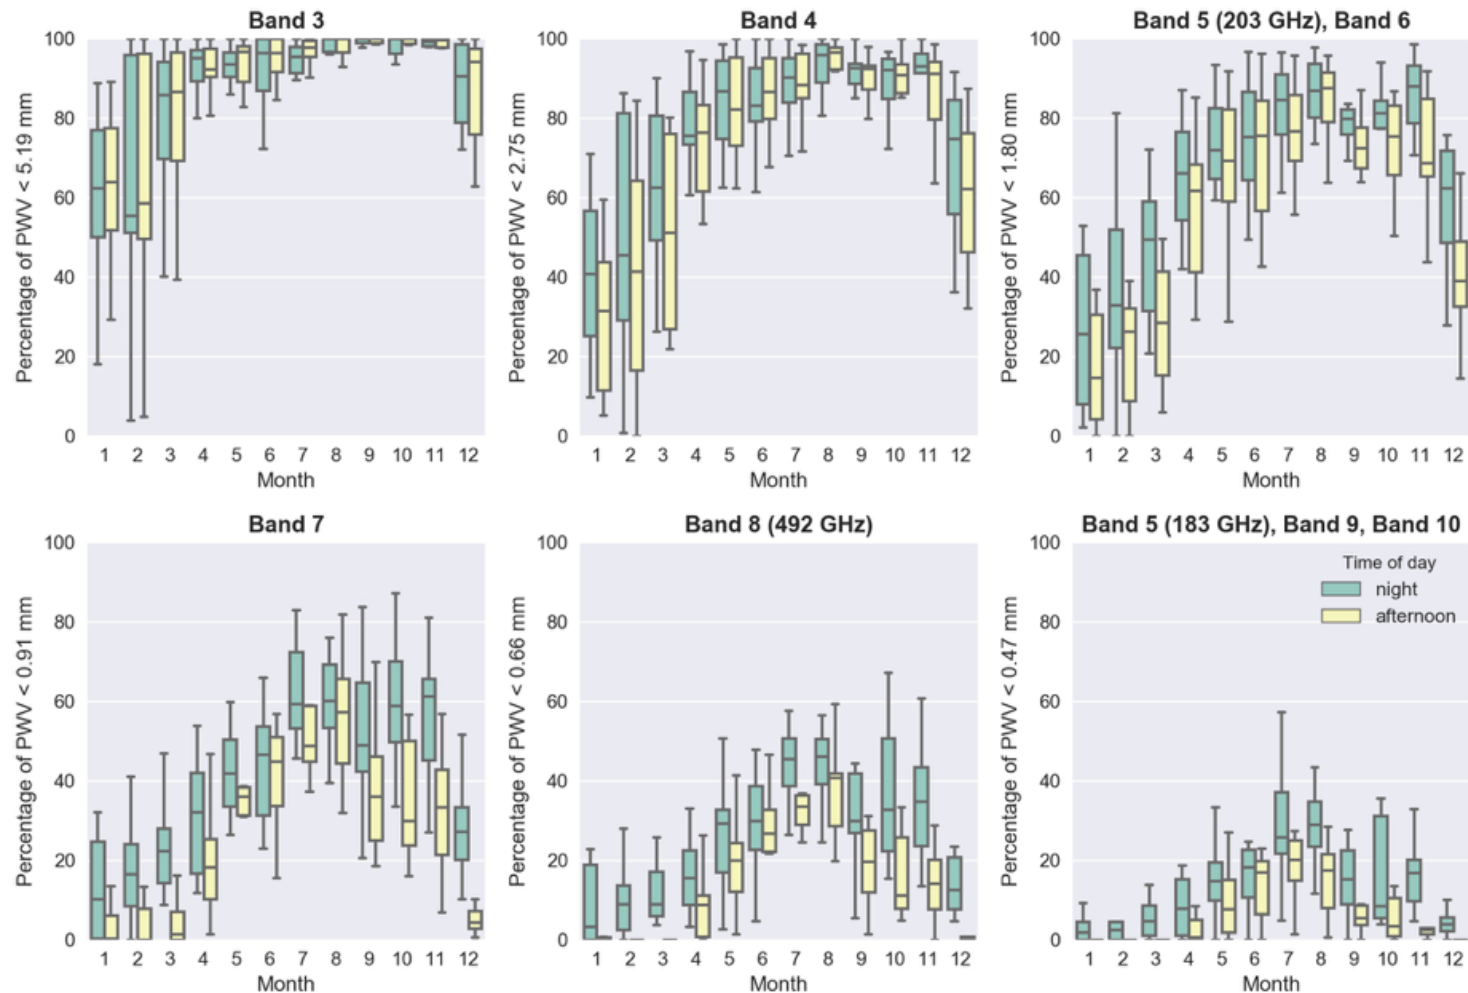 Band 3
Percentage of PWV < 5.19 mm
100
80
60
40
20
0
1 2 3 4 5 6 7 8 9 10 11 12
Month
Band 4
Percentage of PWV < 2.75 mm
100
80
60
40
20
0
1 2 3 4 5 6 7 8 9 10 11 12
Month
Band 5 (203 GHz), Band 6
Percentage of PWV < 1.80 mm
100
80
60
40
20
0
1 2 3 4 5 6 7 8 9 10 11 12
Month
Band 7
Percentage of PWV < 0.91 mm
100
80
60
40
20
0
1 2 3 4 5 6 7 8 9 10 11 12
Month
Band 8 (492 GHz)
Percentage of PWV < 0.66 mm
100
80
60
40
20
0
1 2 3 4 5 6 7 8 9 10 11 12
Month
Band 5 (183 GHz), Band 9, Band 10
Percentage of PWV < 0.47 mm
100
80
60
40
20
0
Time of day
night
afternoon
1 2 3 4 5 6 7 8 9 10 11 12
Month